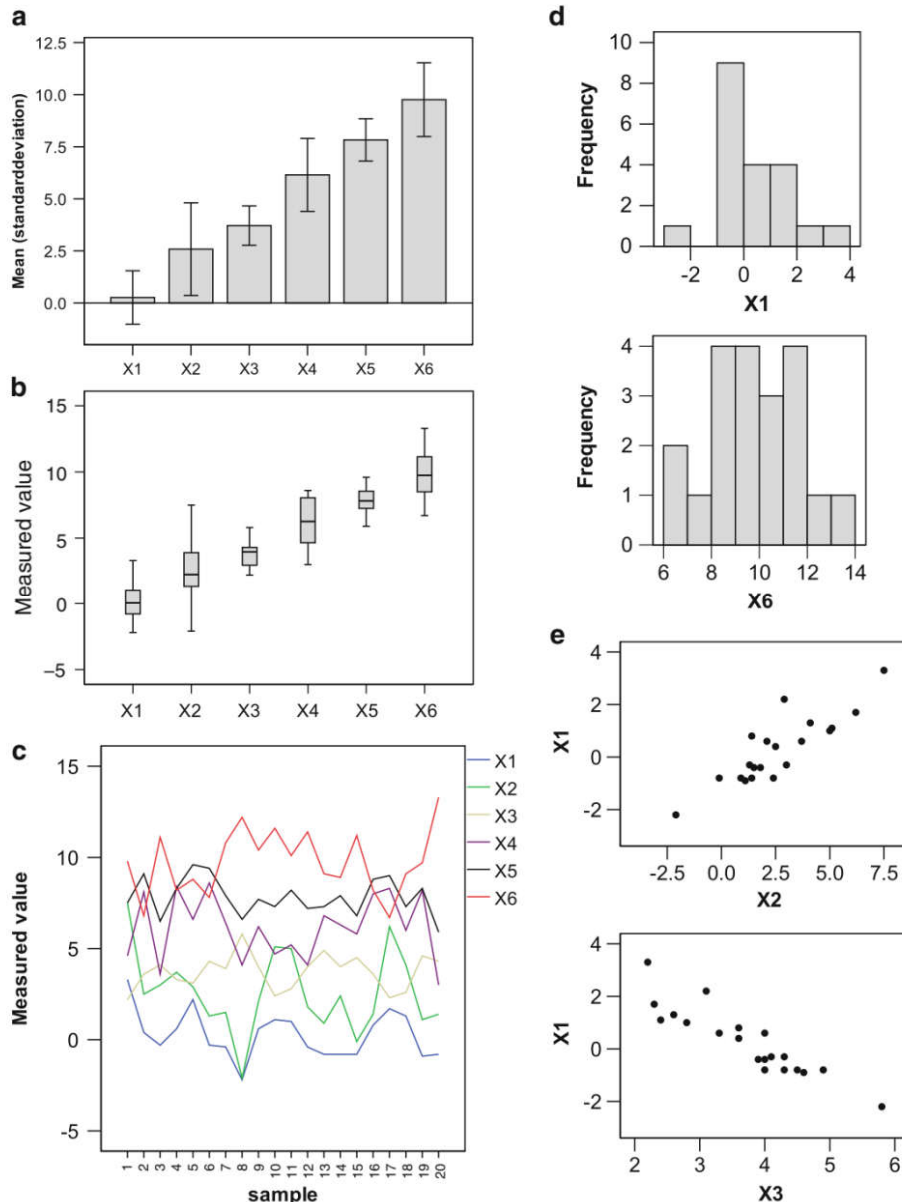 a
12.5
10.0
7.5
5.0
2.5
0.0
Mean (standarddeviation)
X1 X2 X3 X4 X5 X6
b
15
10
5
0
–5
Measured value
X1 X2 X3 X4 X5 X6
c
15
10
5
0
-5
Measured value
X1
X2
X3
X4
X5
X6
1 2 3 4 5 6 7 8 9 10 11 12 13 14 15 16 17 18 19 20
sample
d
10
8
6
4
2
0
Frequency
-2 0 2 4
X1
4
3
2
1
0
Frequency
6 8 10 12 14
X6
e
4
2
0
-2
X1
-2.5 0.0 2.5 5.0 7.5
X2
4
2
0
-2
X1
2 3 4 5 6
X3